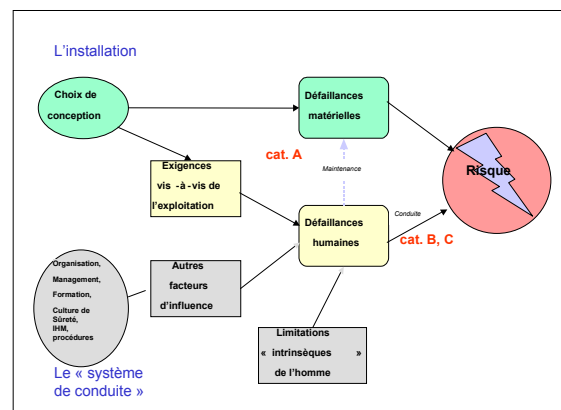 L'installation
Choix de
conception
Défaillances
matérielles
cat. A
Maintenance
Risque
Exigences
vis -à-vis de
l'exploitation
Défaillances
humaines
Conduite
cat. B, C
Organisation,
Management,
Formation,
Culture de
Sûreté,
IHM,
procédures
Autres
facteurs
d'influence
Limitations
« intrinsèques »
de l'homme
Le « système
de conduite »